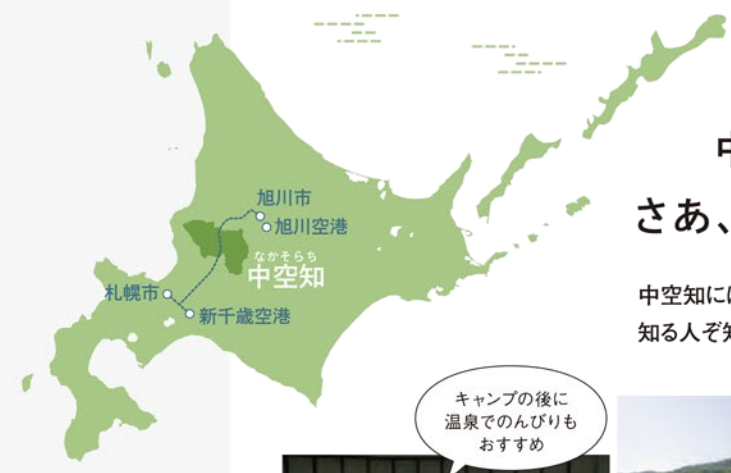 旭川市
旭川空港
なかそらち
中空知
札幌市
新千歳空港
さあ、
中空知に
知る人ぞ知
キャンプの後に
温泉でのんびりも
おすすめ